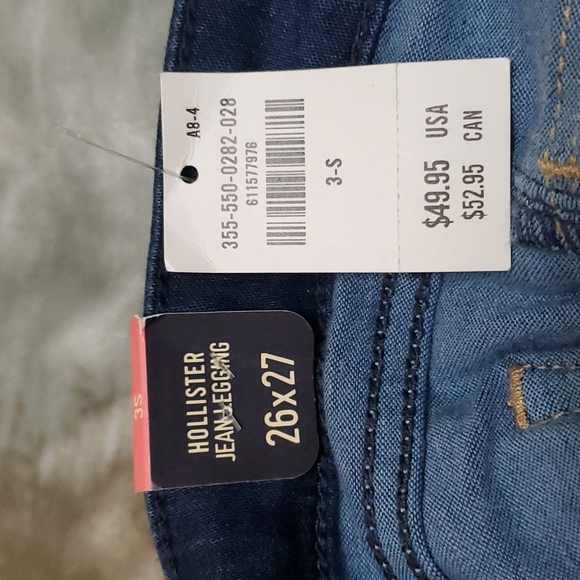 A8-4
355-550-0282-028
611577976
3-S
$49.95 USA
$52.95 CAN
3S
HOLLISTER
JEAN LEGGING
26x27